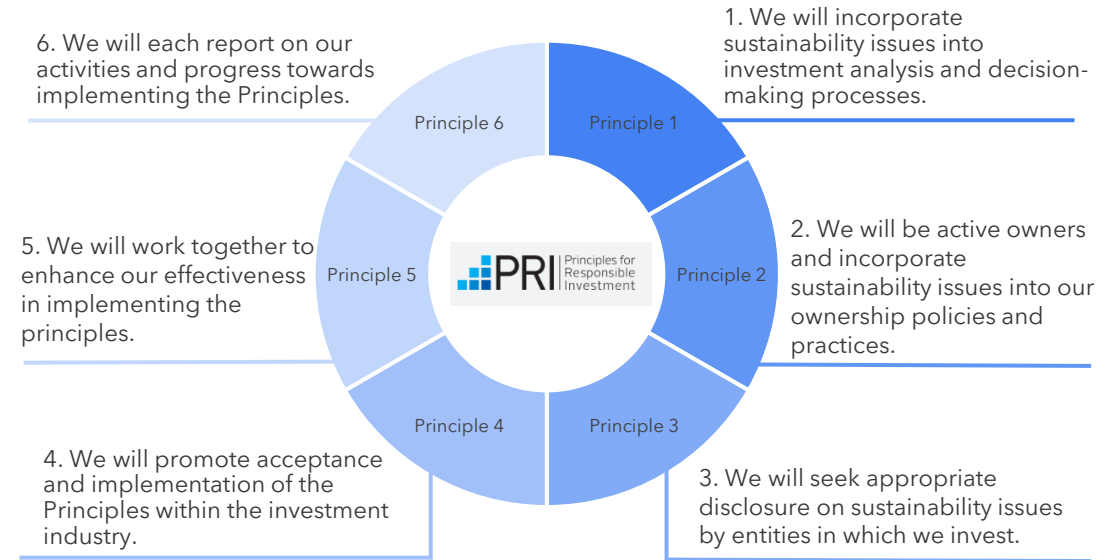 1. We will incorporate
sustainability issues into
investment analysis and decision-
making processes.
2. We will be active owners
and incorporate
sustainability issues into our
ownership policies and
practices.
3. We will seek appropriate
disclosure on sustainability issues
by entities in which we invest.
4. We will promote acceptance
and implementation of the
Principles within the investment
industry.
5. We will work together to
enhance our effectiveness
in implementing the
principles.
6. We will each report on our
activities and progress towards
implementing the Principles.
Principle 1
Principle 2
Principle 3
Principle 4
Principle 5
Principle 6
PRI
Principles for
Responsible
Investment